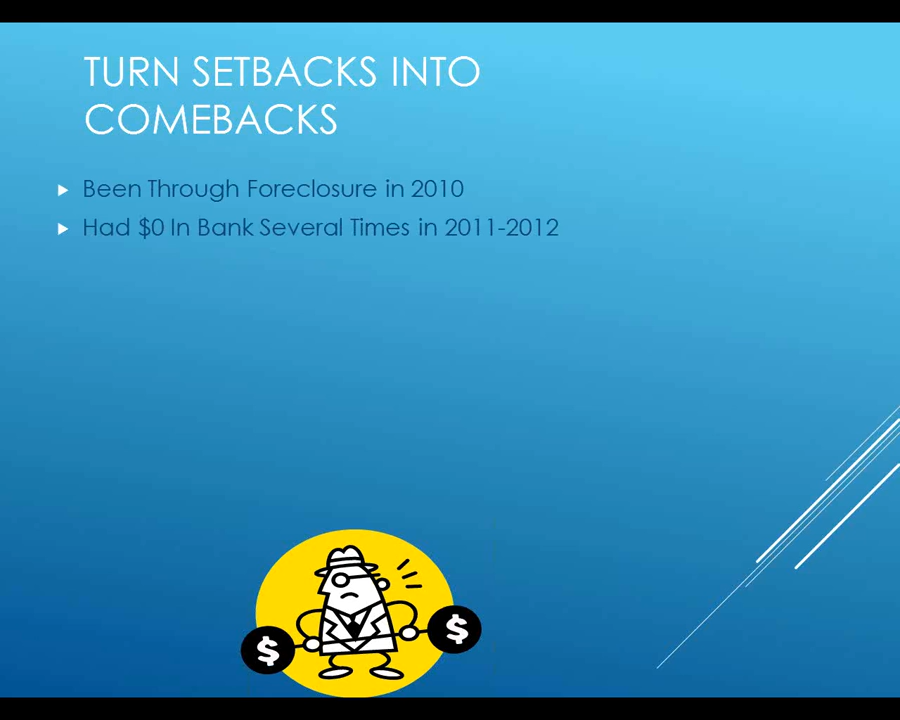 TURN SETBACKS INTO
COMEBACKS
Been Through Foreclosure in 2010
Had $0 In Bank Several Times in 2011-2012
$ $